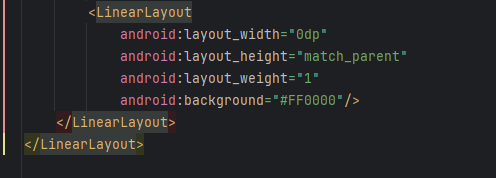 <LinearLayout
android:layout_width="0dp"
android:layout_height="match_parent"
android:layout_weight="1"
android:background="#FF0000"/>
</LinearLayout>
</LinearLayout>